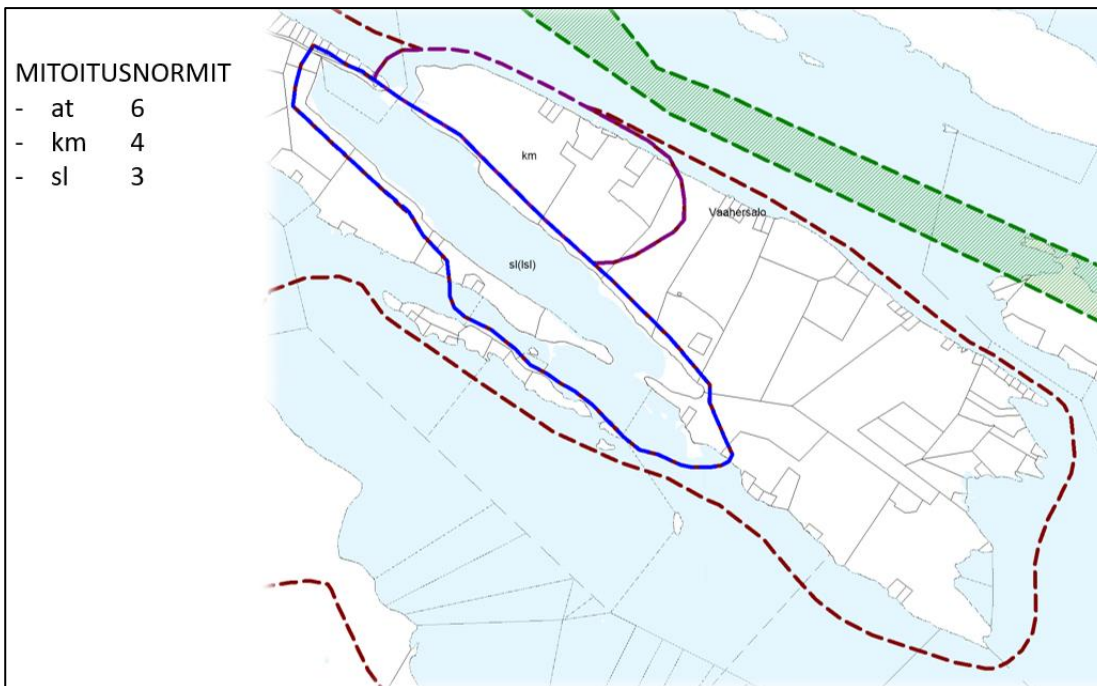 MITOITUSNORMIT
- at 6
- km 4
- sl 3
km
Vaahersalo
sl(lsl)